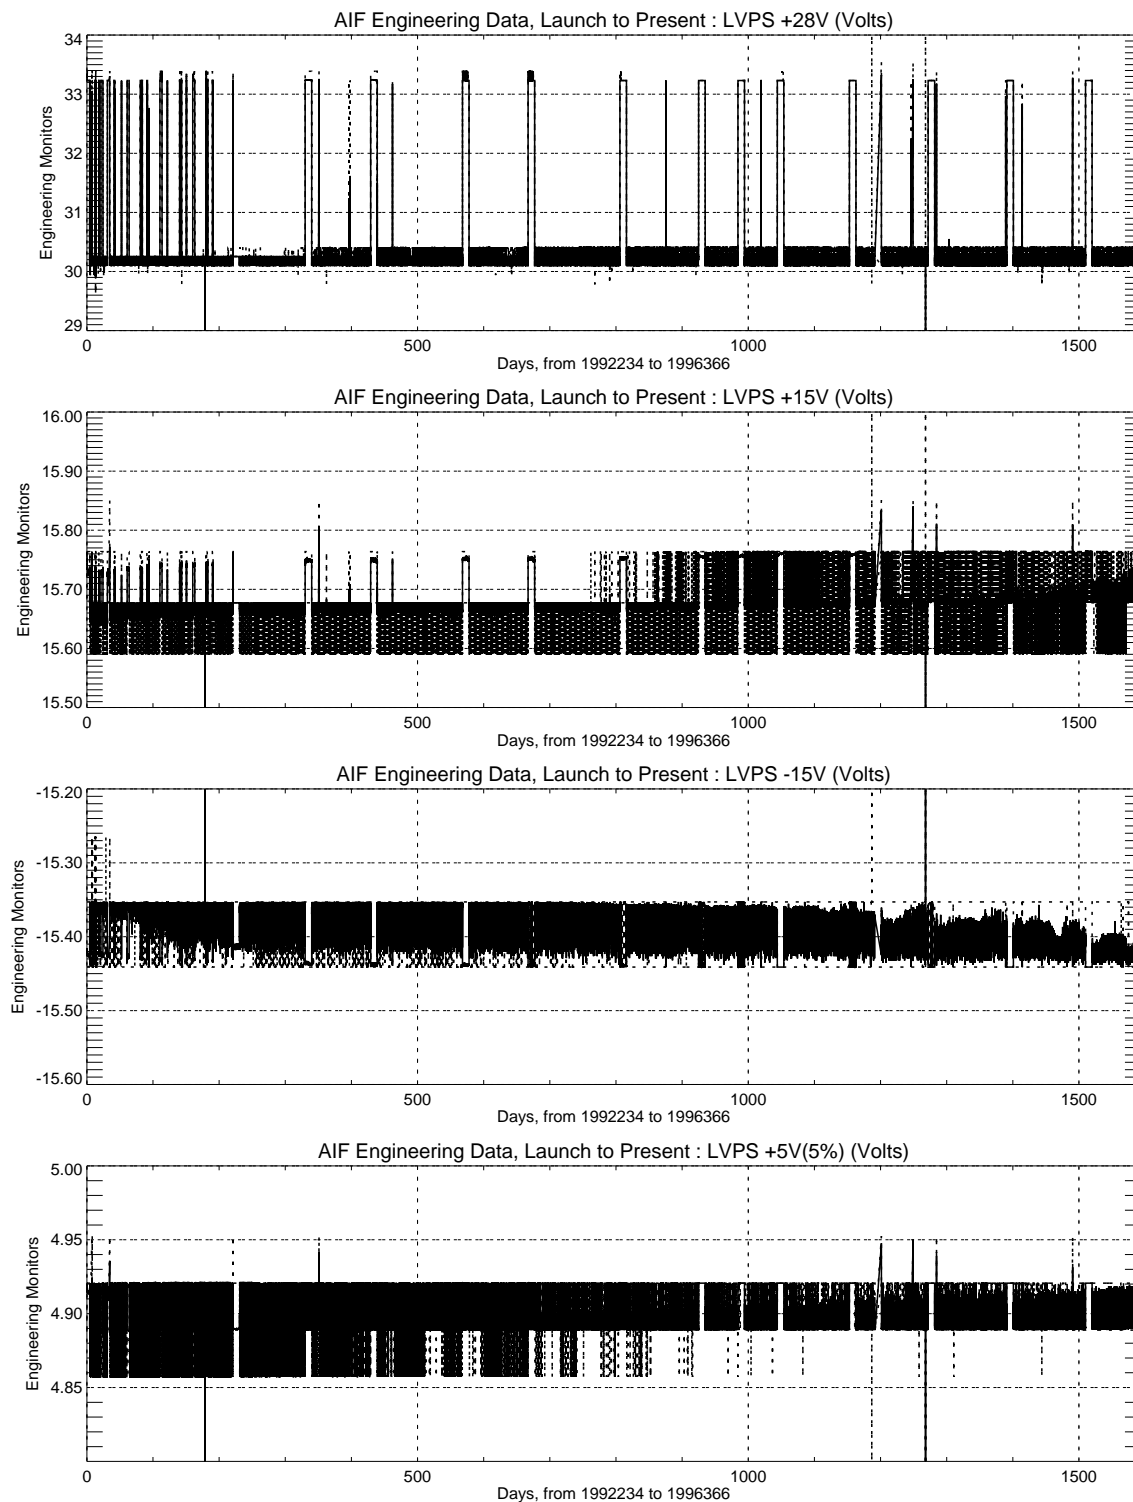 AIF Engineering Data, Launch to Present : LVPS +28V (Volts)
34
33
32
31
30
29
Engineering Monitors
0 500 1000 1500
Days, from 1992234 to 1996366
AIF Engineering Data, Launch to Present : LVPS +15V (Volts)
16.00
15.90
15.80
15.70
15.60
15.50
Engineering Monitors
0 500 1000 1500
Days, from 1992234 to 1996366
AIF Engineering Data, Launch to Present : LVPS -15V (Volts)
-15.20
-15.30
-15.40
-15.50
-15.60
Engineering Monitors
0 500 1000 1500
Days, from 1992234 to 1996366
AIF Engineering Data, Launch to Present : LVPS +5V(5%) (Volts)
5.00
4.95
4.90
4.85
Engineering Monitors
0 500 1000 1500
Days, from 1992234 to 1996366